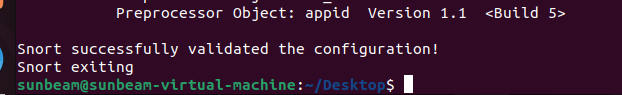 Preprocessor Object: appid  Version 1.1  <Build 5>
Snort successfully validated the configuration!
Snort exiting
sunbeam@sunbeam-virtual-machine:~/Desktop$